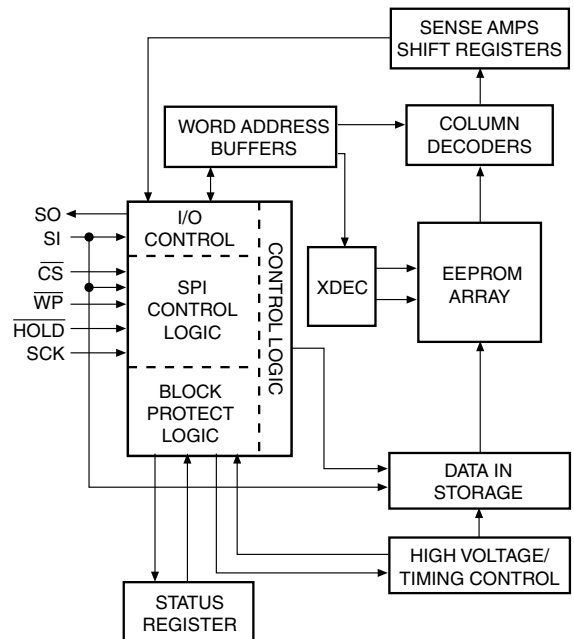 SENSE AMPS
SHIFT REGISTERS
WORD ADDRESS
BUFFERS
COLUMN
DECODERS
SO
SI
CS
WP
HOLD
SCK
I/O
CONTROL
SPI
CONTROL
LOGIC
BLOCK
PROTECT
LOGIC
CONTROL LOGIC
XDEC
EEPROM
ARRAY
DATA IN
STORAGE
HIGH VOLTAGE/
TIMING CONTROL
STATUS
REGISTER